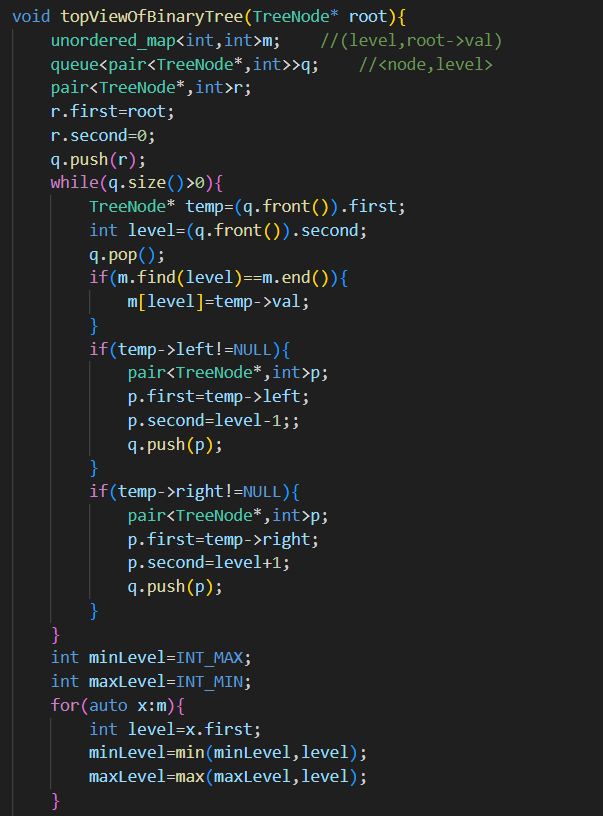 void topViewOfBinaryTree(TreeNode* root){
    unordered_map<int,int>m;    //(level,root->val)
    queue<pair<TreeNode*,int>>q;    //<node,level>
    pair<TreeNode*,int>r;
    r.first=root;
    r.second=0;
    q.push(r);
    while(q.size()>0){
        TreeNode* temp=(q.front()).first;
        int level=(q.front()).second;
        q.pop();
        if(m.find(level)==m.end()){
            m[level]=temp->val;
        }
        if(temp->left!=NULL){
            pair<TreeNode*,int>p;
            p.first=temp->left;
            p.second=level-1;;
            q.push(p);
        }
        if(temp->right!=NULL){
            pair<TreeNode*,int>p;
            p.first=temp->right;
            p.second=level+1;
            q.push(p);
        }
    }
    int minLevel=INT_MAX;
    int maxLevel=INT_MIN;
    for(auto x:m){
        int level=x.first;
        minLevel=min(minLevel,level);
        maxLevel=max(maxLevel,level);
    }